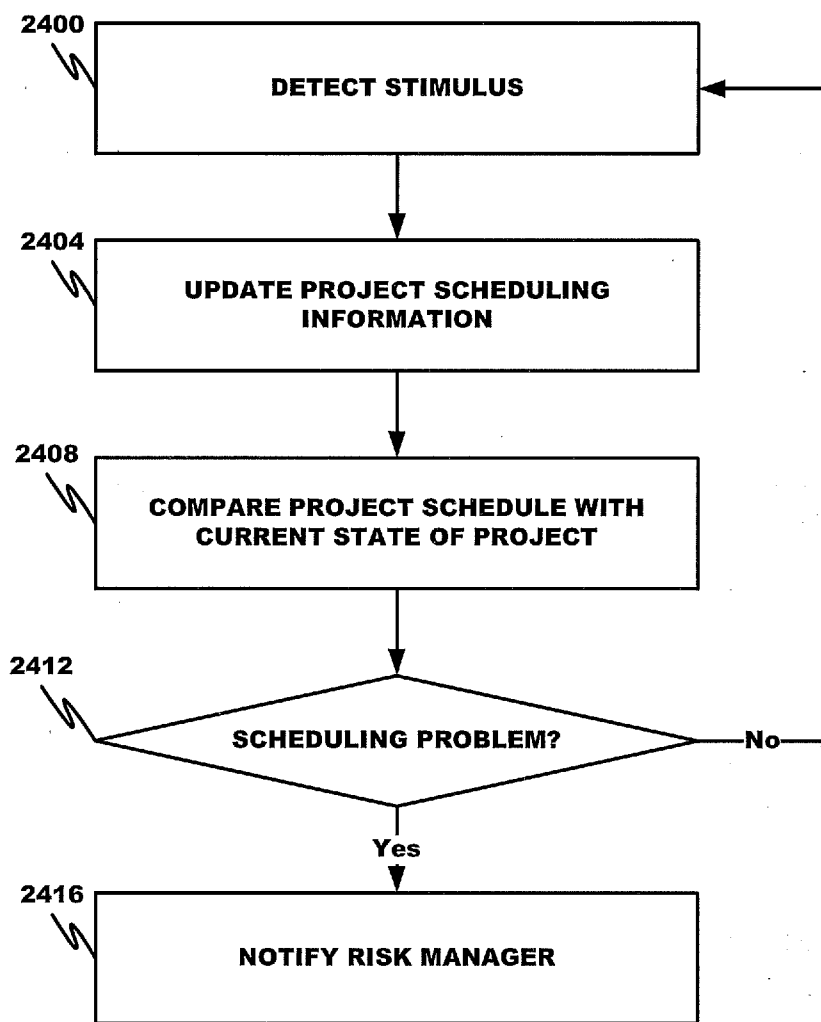 2400
DETECT STIMULUS
2404
UPDATE PROJECT SCHEDULING
INFORMATION
2408
COMPARE PROJECT SCHEDULE WITH
CURRENT STATE OF PROJECT
2412
SCHEDULING PROBLEM?
No
Yes
2416
NOTIFY RISK MANAGER